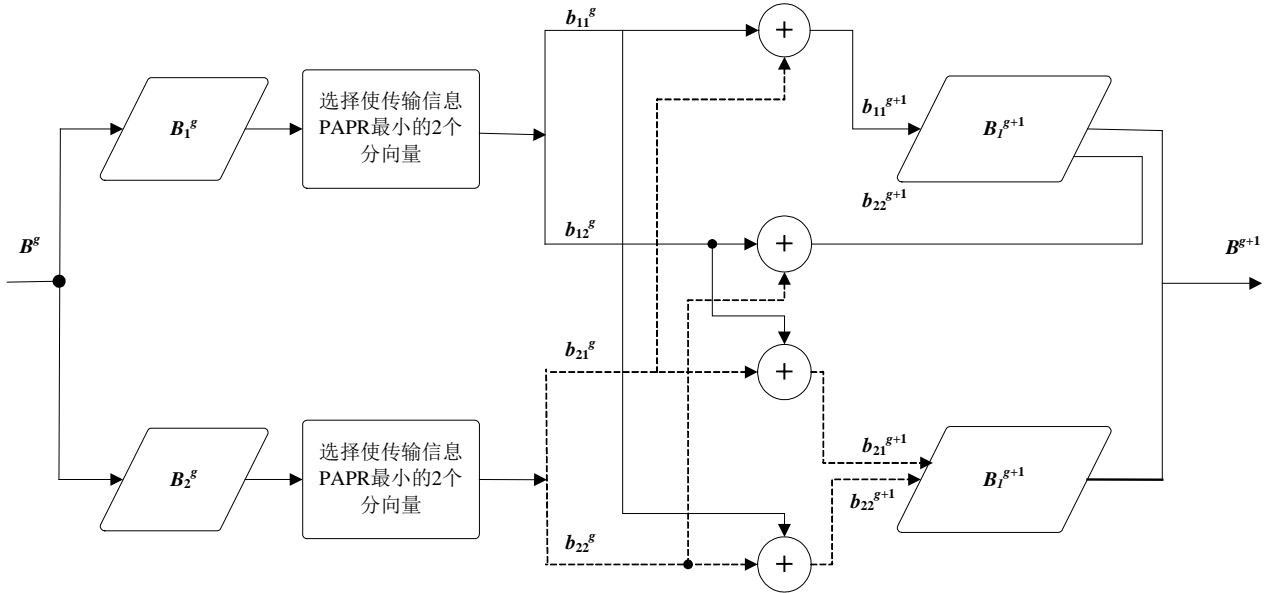 b₁₁ᵍ
+
选择使传输信息
PAPR最小的2个
分向量
B₁ᵍ
b₁₁ᵍ⁺¹
B₁ᵍ⁺¹
b₂₂ᵍ⁺¹
b₁₂ᵍ
+
Bᵍ
Bᵍ⁺¹
b₂₁ᵍ
+
选择使传输信息
PAPR最小的2个
分向量
B₂ᵍ
b₂₁ᵍ⁺¹
B₁ᵍ⁺¹
b₂₂ᵍ⁺¹
b₂₂ᵍ
+